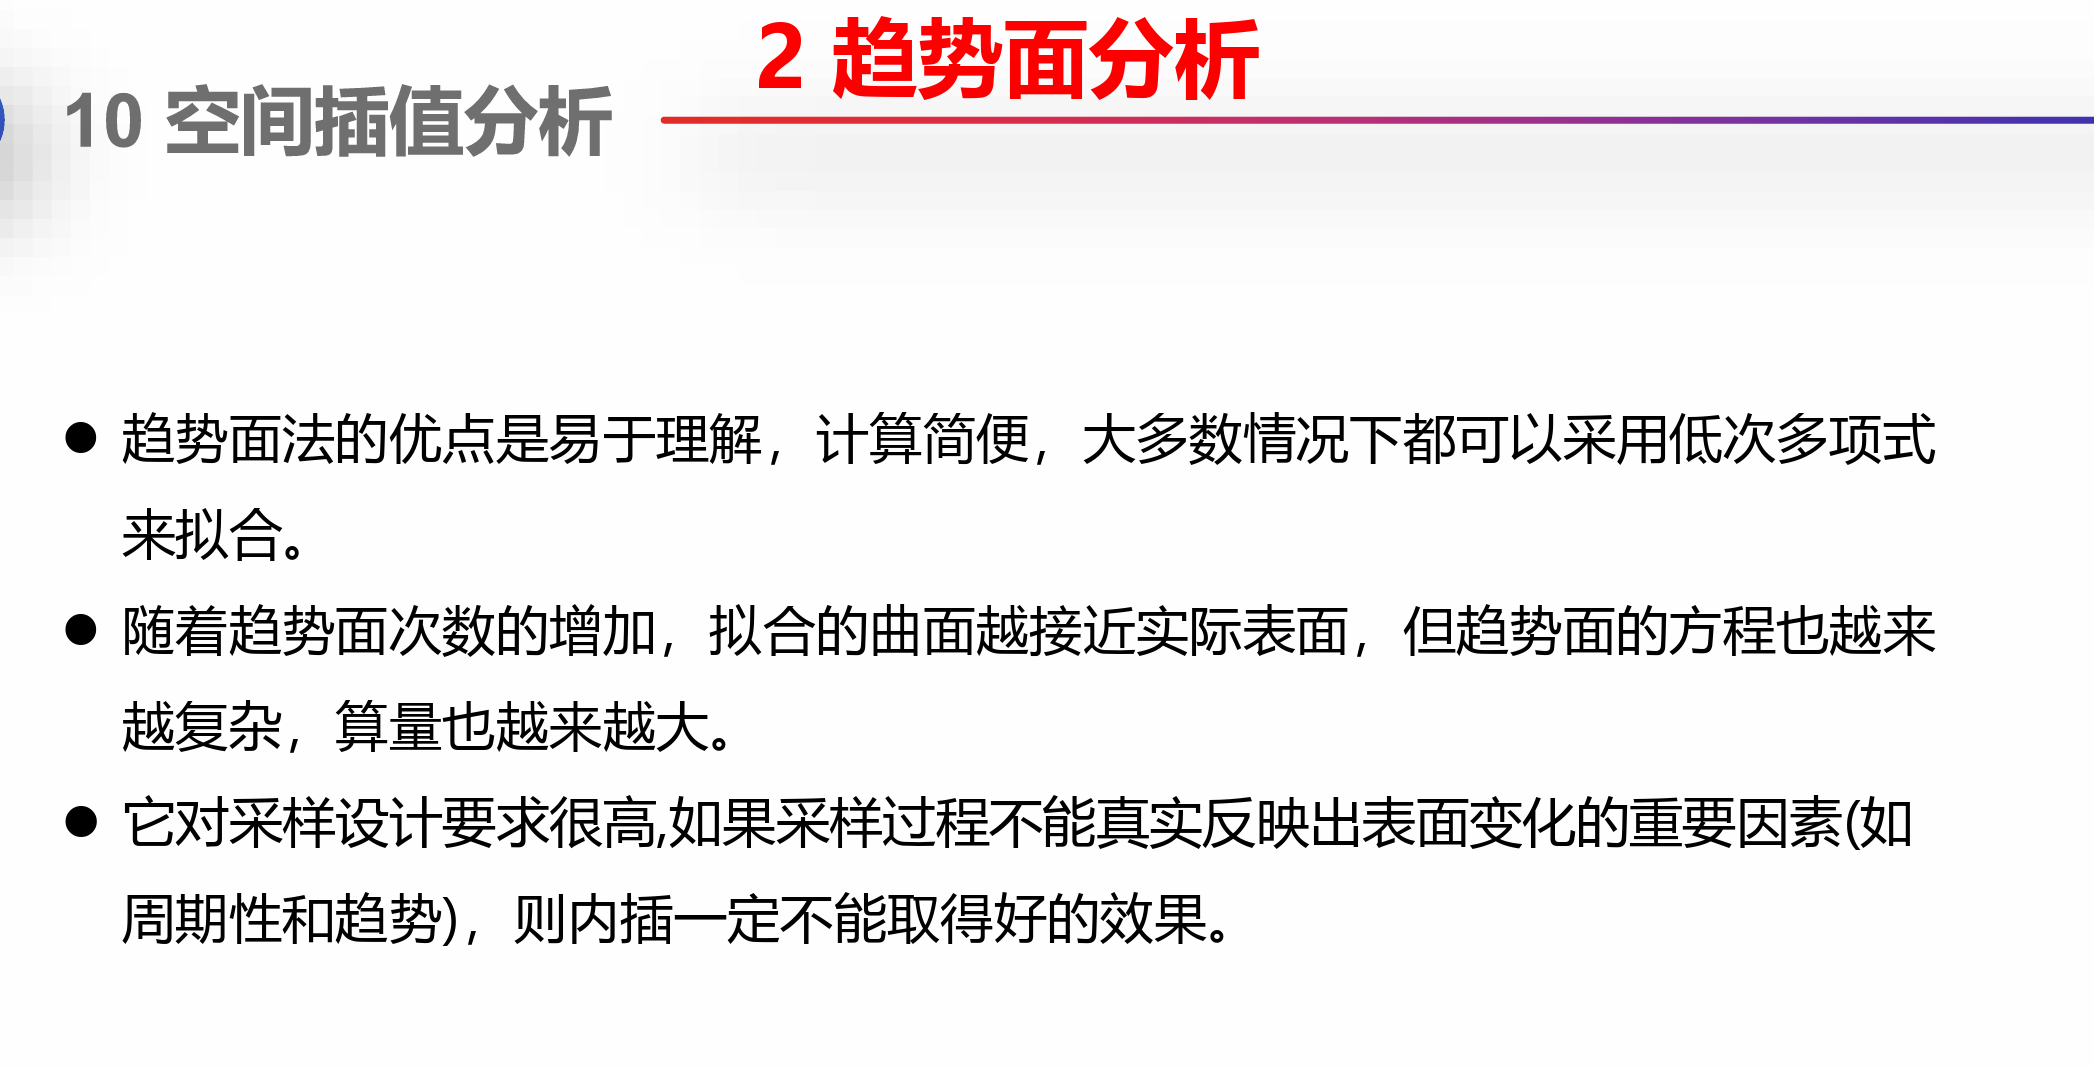 2 趋势面分析
10 空间插值分析
● 趋势面法的优点是易于理解，计算简便，大多数情况下都可以采用低次多项式
来拟合。
● 随着趋势面次数的增加，拟合的曲面越接近实际表面，但趋势面的方程也越来
越复杂，算量也越来越大。
● 它对采样设计要求很高,如果采样过程不能真实反映出表面变化的重要因素(如
周期性和趋势)，则内插一定不能取得好的效果。